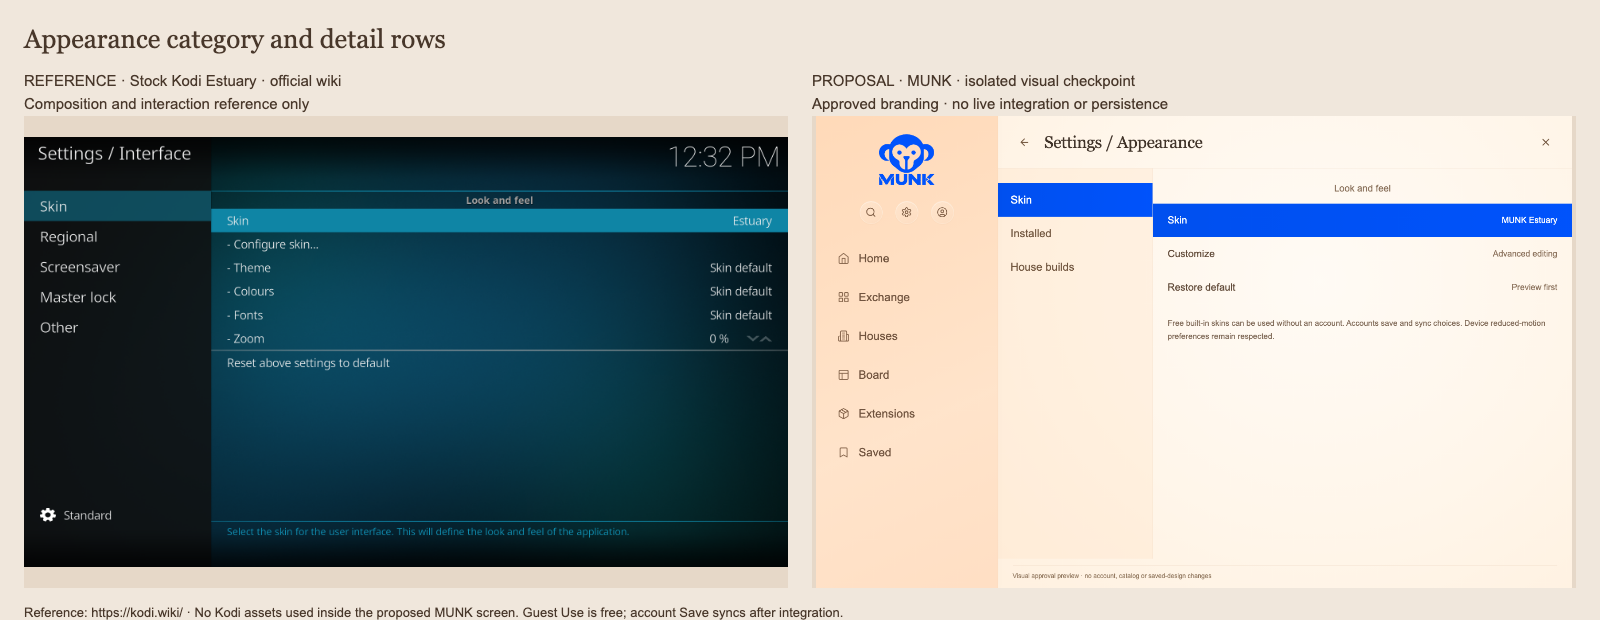 Appearance category and detail rows
REFERENCE · Stock Kodi Estuary · official wiki
Composition and interaction reference only
Settings / Interface
12:32 PM
Skin
Regional
Screensaver
Master lock
Other
Standard
Look and feel
Skin Estuary
- Configure skin...
- Theme Skin default
- Colours Skin default
- Fonts Skin default
- Zoom 0 %
Reset above settings to default
Select the skin for the user interface. This will define the look and feel of the application.
PROPOSAL · MUNK · isolated visual checkpoint
Approved branding · no live integration or persistence
MUNK
Home
Exchange
Houses
Board
Extensions
Saved
Settings / Appearance
Skin
Installed
House builds
Look and feel
Skin MUNK Estuary
Customize Advanced editing
Restore default Preview first
Free built-in skins can be used without an account. Accounts save and sync choices. Device reduced-motion
preferences remain respected.
Visual approval preview · no account, catalog or saved-design changes
Reference: https://kodi.wiki/ · No Kodi assets used inside the proposed MUNK screen. Guest Use is free; account Save syncs after integration.